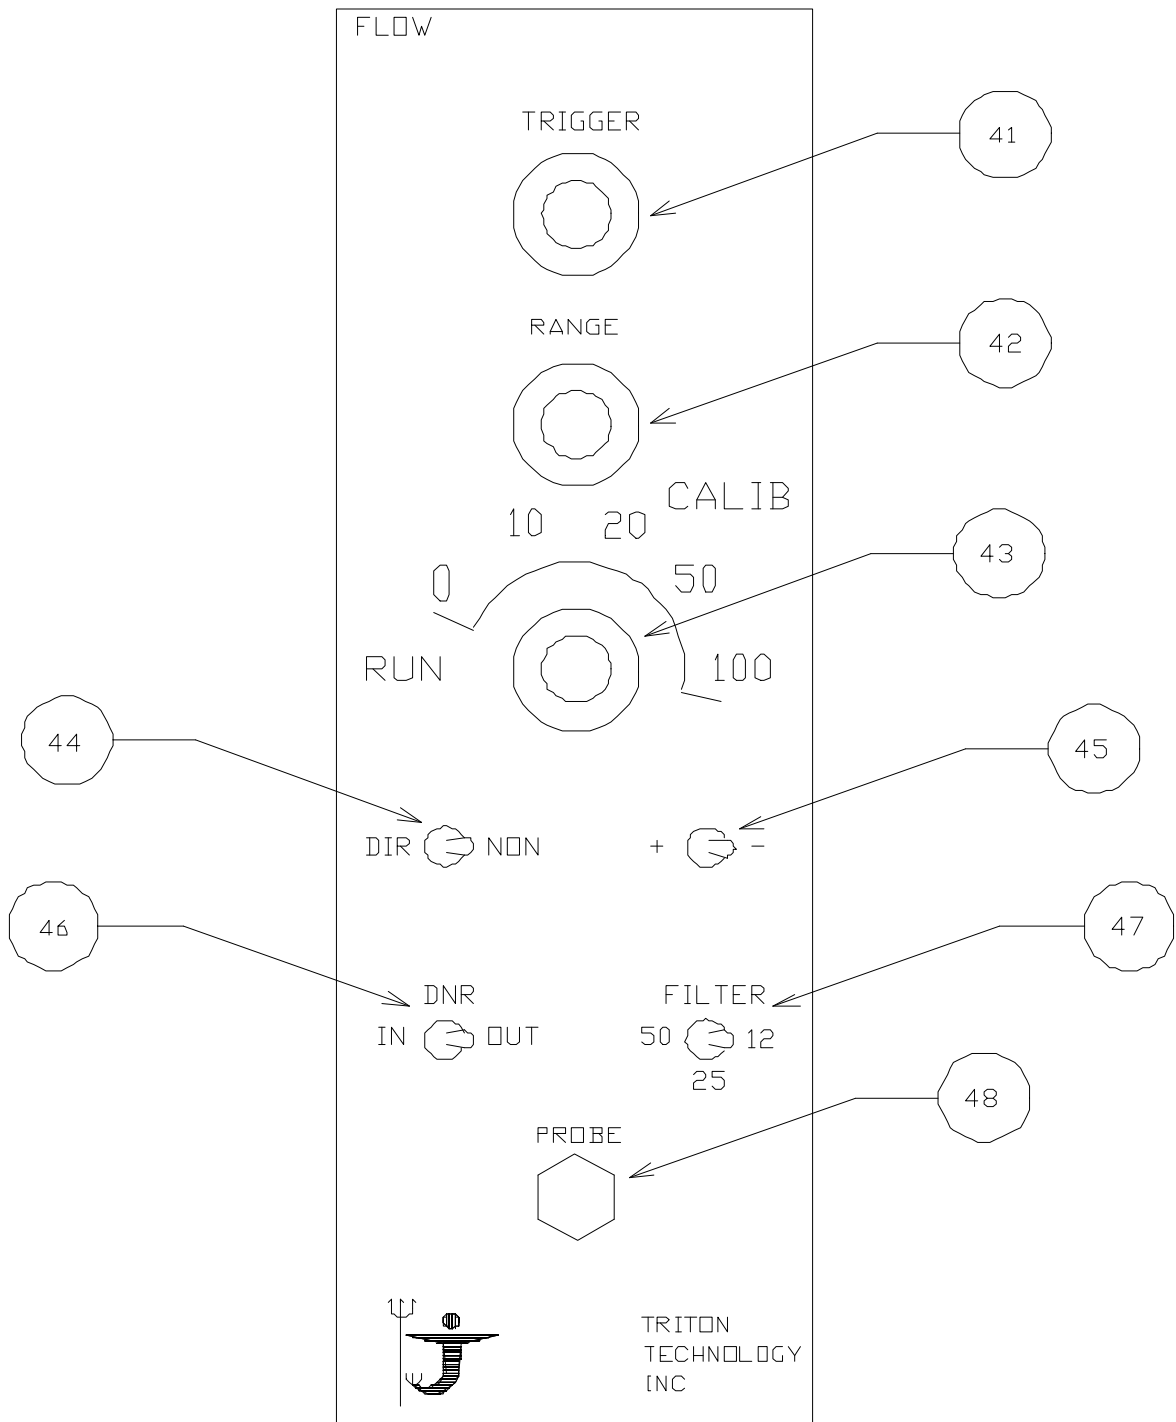 FLOW
TRIGGER
41
RANGE
42
CALIB
10 20
43
0 50
RUN 100
44
45
DIR NON + -
46
47
DNR FILTER
IN OUT 50 12
25
48
PROBE
TRITON
TECHNOLOGY
INC